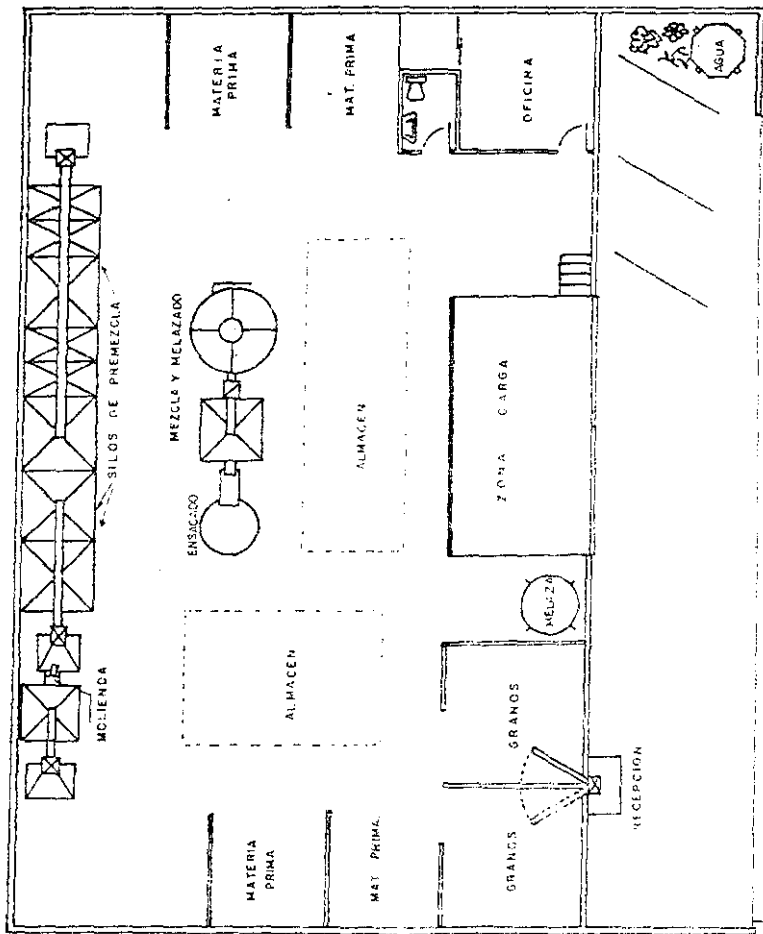 MOLIENDA
SILOS DE PREMEZCLA
MATERIA
PRIMA
MATERIA
PRIMA
ENSACADO
MEZCLA Y MELAZADO
ALMACEN
MAT. PRIMA
MAT. PRIMA
ALMACEN
GRANOS
GRANOS
MELAZA
ZONA CARGA
OFICINA
RECEPCION
AGUA